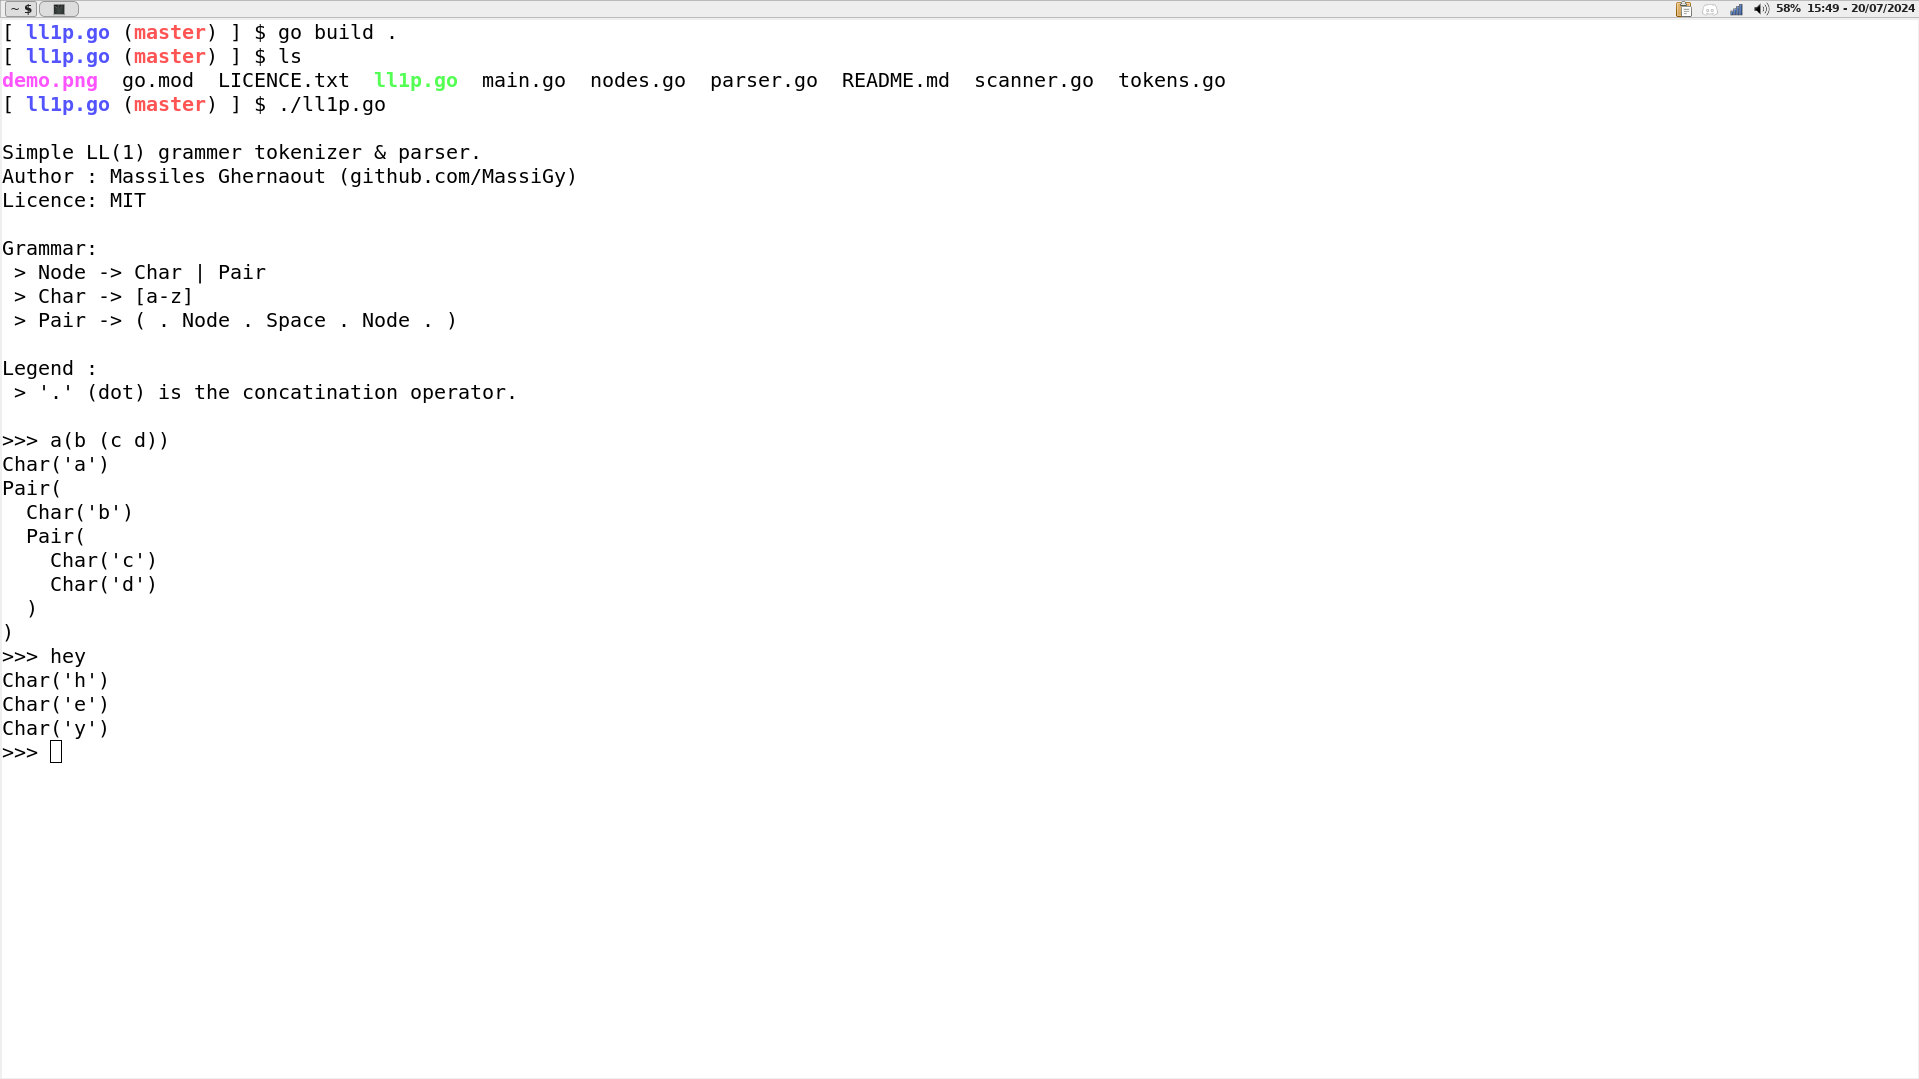 ~ $
58% 15:49 - 20/07/2024
[ ll1p.go (master) ] $ go build .
[ ll1p.go (master) ] $ ls
demo.png  go.mod  LICENCE.txt  ll1p.go  main.go  nodes.go  parser.go  README.md  scanner.go  tokens.go
[ ll1p.go (master) ] $ ./ll1p.go
Simple LL(1) grammer tokenizer & parser.
Author : Massiles Ghernaout (github.com/MassiGy)
Licence: MIT
Grammar:
 > Node -> Char | Pair
 > Char -> [a-z]
 > Pair -> ( . Node . Space . Node . )
Legend :
 > '.' (dot) is the concatination operator.
>>> a(b (c d))
Char('a')
Pair(
  Char('b')
  Pair(
    Char('c')
    Char('d')
  )
)
>>> hey
Char('h')
Char('e')
Char('y')
>>>